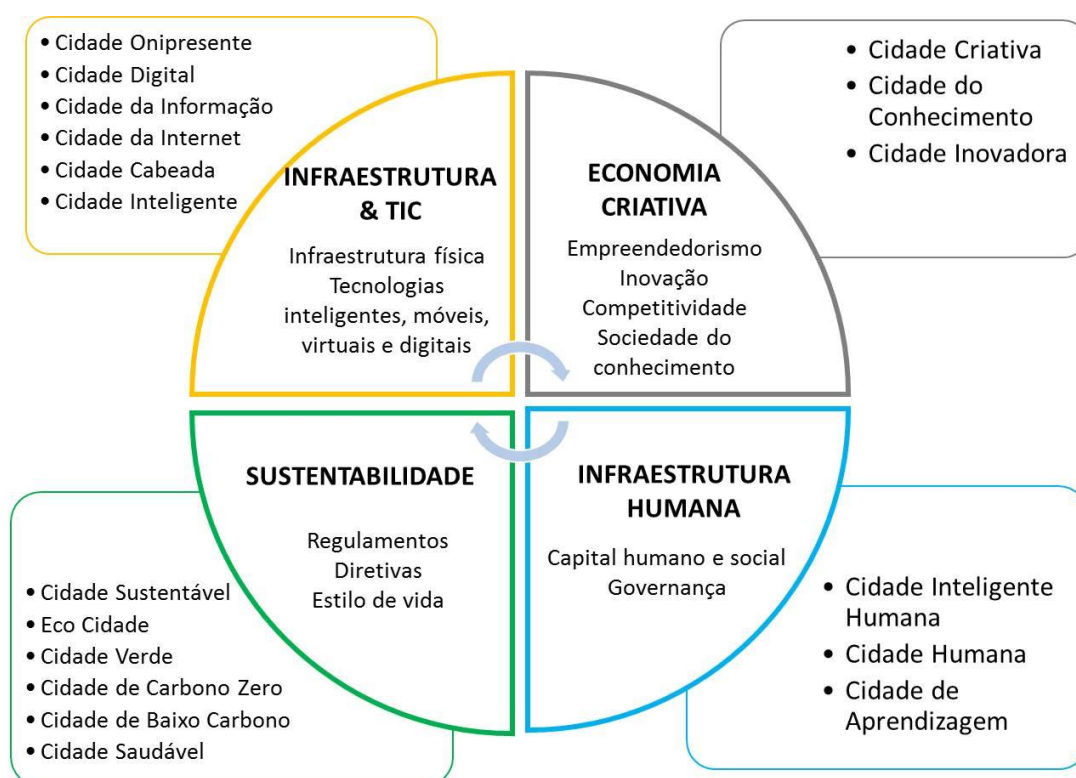 • Cidade Onipresente
• Cidade Digital
• Cidade da Informação
• Cidade da Internet
• Cidade Cabeada
• Cidade Inteligente
INFRAESTRUTURA
& TIC
Infraestrutura física
Tecnologias
inteligentes, móveis,
virtuais e digitais
• Cidade Criativa
• Cidade do
Conhecimento
• Cidade Inovadora
ECONOMIA
CRIATIVA
Empreendedorismo
Inovação
Competitividade
Sociedade do
conhecimento
SUSTENTABILIDADE
Regulamentos
Diretivas
Estilo de vida
• Cidade Sustentável
• Eco Cidade
• Cidade Verde
• Cidade de Carbono Zero
• Cidade de Baixo Carbono
• Cidade Saudável
INFRAESTRUTURA
HUMANA
Capital humano e social
Governança
• Cidade Inteligente
Humana
• Cidade Humana
• Cidade de
Aprendizagem